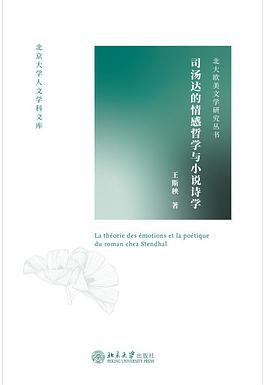 北京大学人文学科文库
北大欧美文学研究丛书
司汤达的情感哲学与小说诗学
王斯秧 著
La théorie des émotions et la poétique
du roman chez Stendhal
北京大学出版社
PEKING UNIVERSITY PRESS